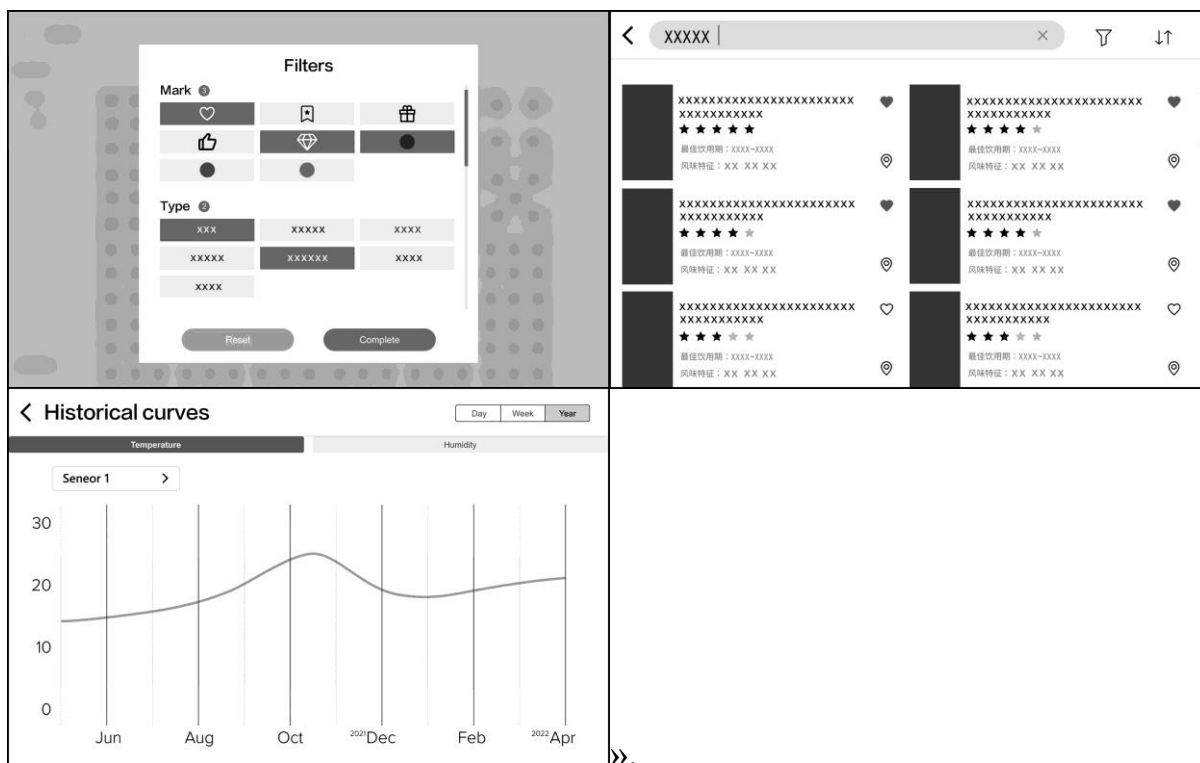 Filters
Mark 3
Type 2
xxx xxxxx xxxx
xxxxx xxxxxx xxxx
xxxx
Reset Complete
XXXXX
xxxxxxxxxxxxxxxxxxxxxxx
xxxxxxxxxxx
最佳饮用期：xxxx~xxxx
风味特征：XX XX XX
xxxxxxxxxxxxxxxxxxxxxxx
xxxxxxxxxxx
最佳饮用期：xxxx~xxxx
风味特征：XX XX XX
xxxxxxxxxxxxxxxxxxxxxxx
xxxxxxxxxxx
最佳饮用期：xxxx~xxxx
风味特征：XX XX XX
xxxxxxxxxxxxxxxxxxxxxxx
xxxxxxxxxxx
最佳饮用期：xxxx~xxxx
风味特征：XX XX XX
xxxxxxxxxxxxxxxxxxxxxxx
xxxxxxxxxxx
最佳饮用期：xxxx~xxxx
风味特征：XX XX XX
xxxxxxxxxxxxxxxxxxxxxxx
xxxxxxxxxxx
最佳饮用期：xxxx~xxxx
风味特征：XX XX XX
Historical curves
Day Week Year
Temperature Humidity
Seneor 1
30
20
10
0
Jun Aug Oct 2021Dec Feb 2022Apr
».